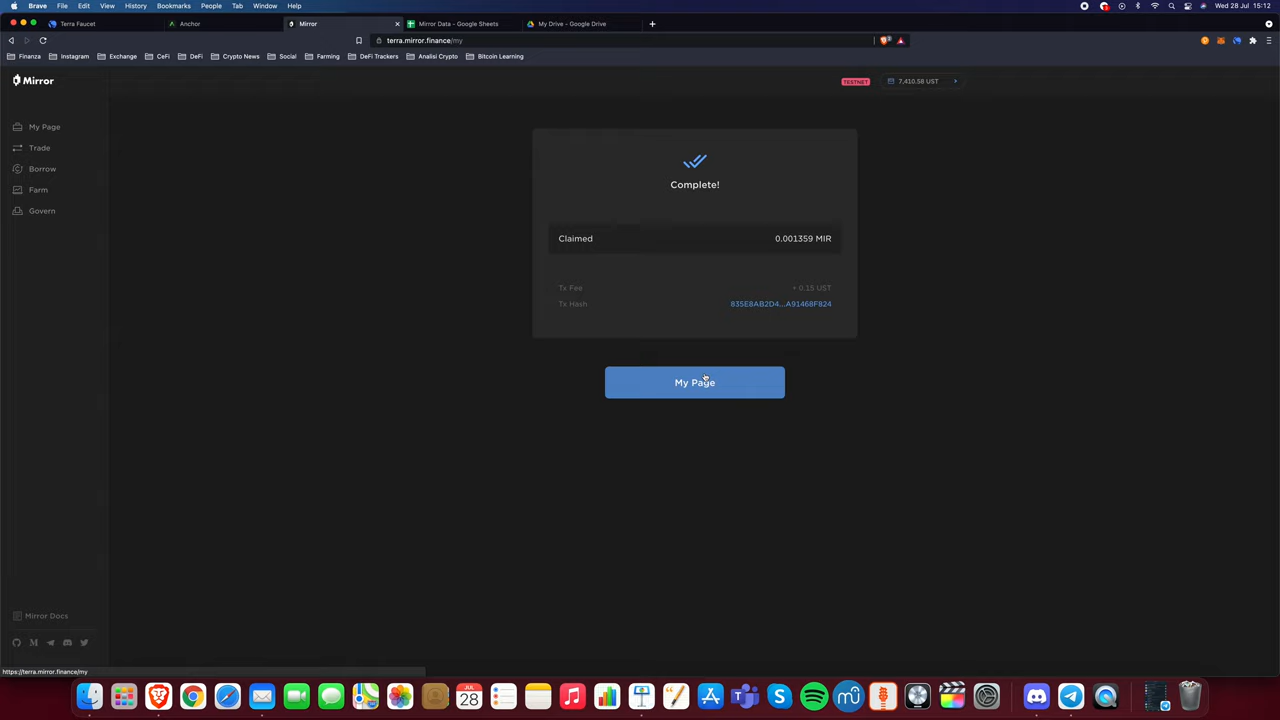 Brave File Edit View History Bookmarks People Tab Window Help Wed 28 Jul 15:12
Terra Faucet Anchor Mirror Mirror Data - Google Sheets My Drive - Google Drive
terra.mirror.finance/my
Finanza Instagram Exchange CeFi DeFi Crypto News Social Farming DeFi Trackers Analisi Crypto Bitcoin Learning
Mirror
TESTNET 7,410.58 UST
My Page
Trade
Borrow
Farm
Govern
Complete!
Claimed 0.001359 MIR
Tx Fee + 0.15 UST
Tx Hash 835E8AB2D4...A91468F824
My Page
Mirror Docs
https://terra.mirror.finance/my
JUL
28